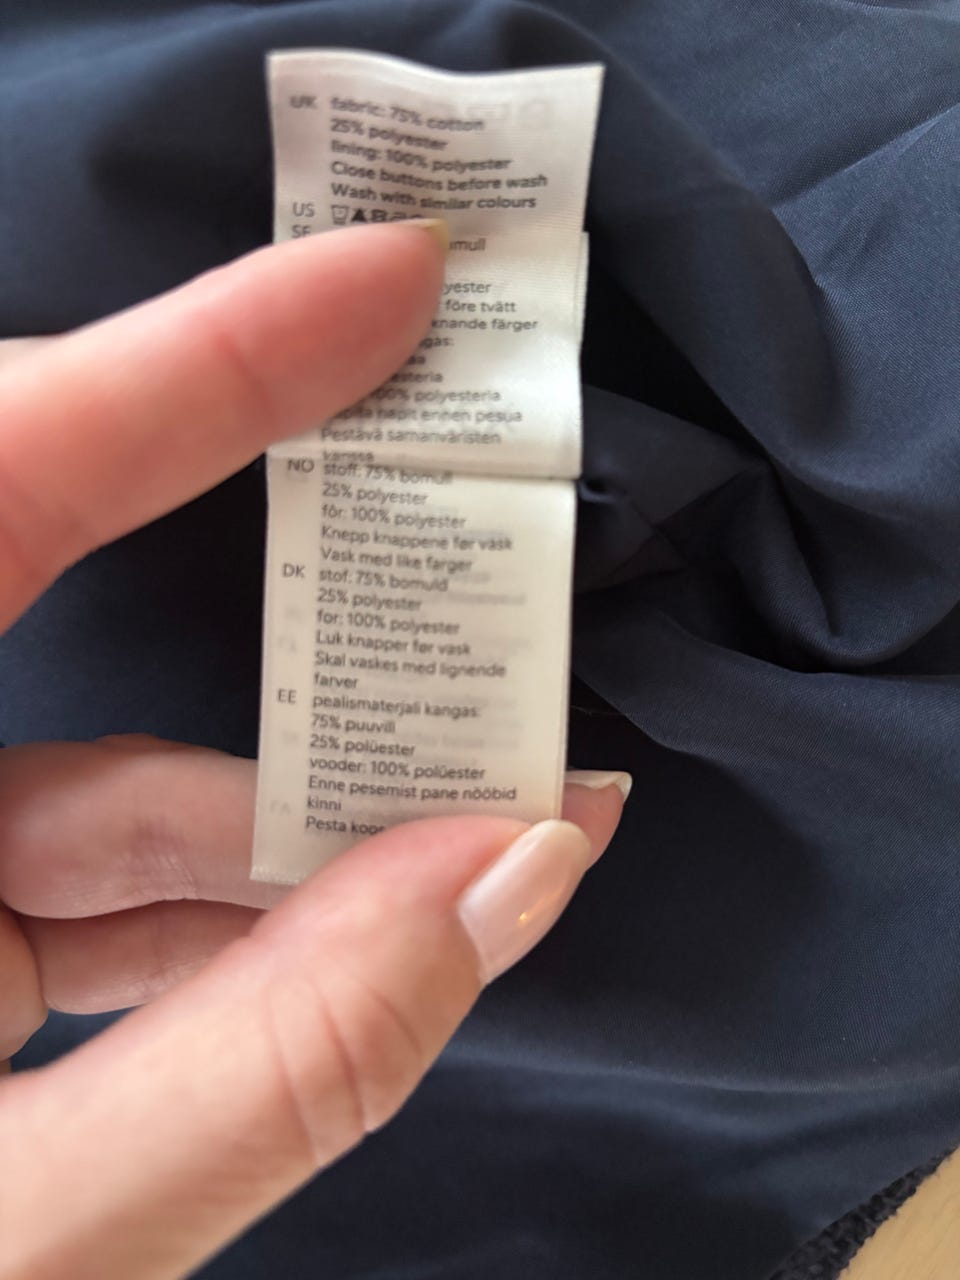 UK fabric: 75% cotton
25% polyester
lining: 100% polyester
Close buttons before wash
Wash with similar colours
US
SE
yester
före tvätt
knande färger
100% polyesteria
napit ennen pesua
Pestävä samanväristen
kanssa
NO stoff: 75% bomull
25% polyester
fôr: 100% polyester
Knepp knappene før vask
Vask med like farger
DK stof: 75% bomuld
25% polyester
for: 100% polyester
Luk knapper før vask
Skal vaskes med lignende
farver
EE pealismaterjali kangas:
75% puuvill
25% polüester
vooder: 100% polüester
Enne pesemist pane nööbid
kinni
Pesta